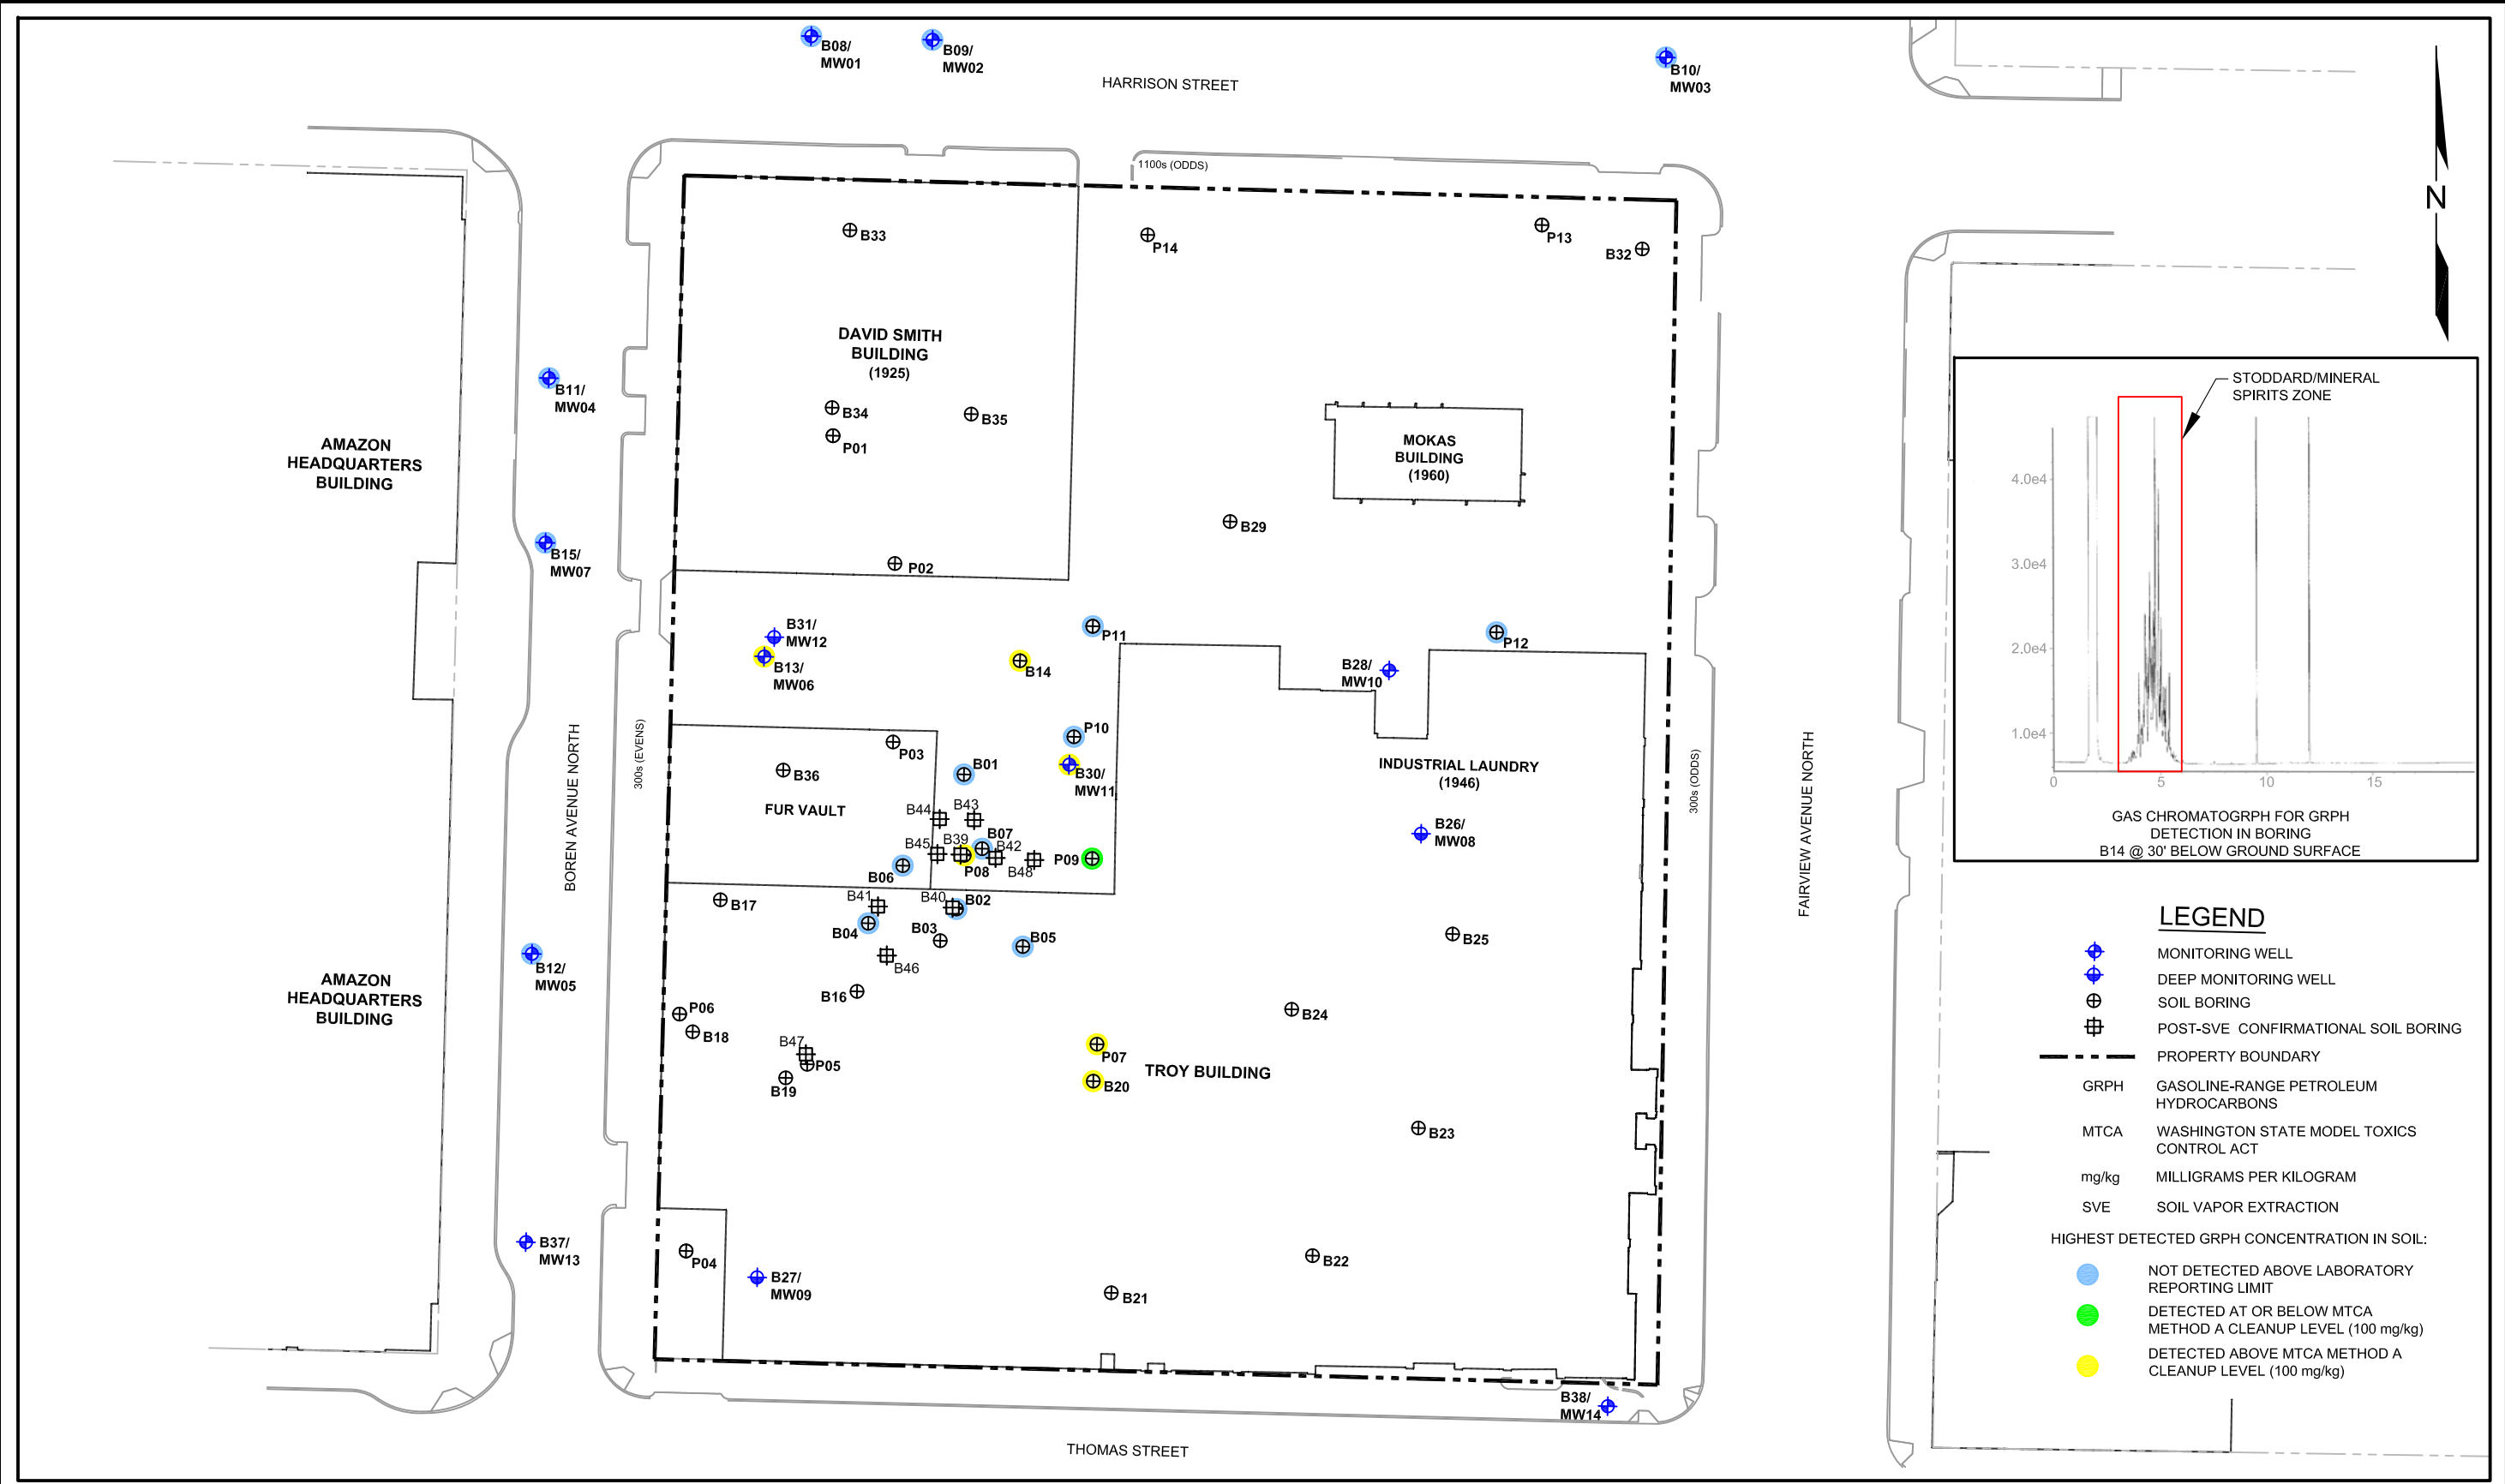 B08/
MW01
B09/
MW02
B10/
MW03
HARRISON STREET
1100s (ODDS)
N
B33
P14
P13
B32
DAVID SMITH
BUILDING
(1925)
B11/
MW04
B34
B35
P01
AMAZON
HEADQUARTERS
BUILDING
MOKAS
BUILDING
(1960)
B29
B15/
MW07
P02
STODDARD/MINERAL
SPIRITS ZONE
4.0e4
3.0e4
2.0e4
1.0e4
0
5
10
15
GAS CHROMATOGRPH FOR GRPH
DETECTION IN BORING
B14 @ 30' BELOW GROUND SURFACE
B31/
MW12
B13/
MW06
P11
B14
P12
B28/
MW10
BOREN AVENUE NORTH
300s (EVENS)
P03
B36
FUR VAULT
B01
P10
B30/
MW11
INDUSTRIAL LAUNDRY
(1946)
300s (ODDS)
FAIRVIEW AVENUE NORTH
B44
B43
B07
B45
B39
B42
P08
B48
P09
B06
B26/
MW08
B17
B41
B40
B02
B04
B03
B05
B46
B25
B12/
MW05
AMAZON
HEADQUARTERS
BUILDING
B16
P06
B18
B24
B47
P05
B19
P07
B20
TROY BUILDING
B23
B37/
MW13
P04
B27/
MW09
B22
B21
B38/
MW14
THOMAS STREET
LEGEND
MONITORING WELL
DEEP MONITORING WELL
SOIL BORING
POST-SVE CONFIRMATIONAL SOIL BORING
PROPERTY BOUNDARY
GRPH GASOLINE-RANGE PETROLEUM
HYDROCARBONS
MTCA WASHINGTON STATE MODEL TOXICS
CONTROL ACT
mg/kg MILLIGRAMS PER KILOGRAM
SVE SOIL VAPOR EXTRACTION
HIGHEST DETECTED GRPH CONCENTRATION IN SOIL:
NOT DETECTED ABOVE LABORATORY
REPORTING LIMIT
DETECTED AT OR BELOW MTCA
METHOD A CLEANUP LEVEL (100 mg/kg)
DETECTED ABOVE MTCA METHOD A
CLEANUP LEVEL (100 mg/kg)